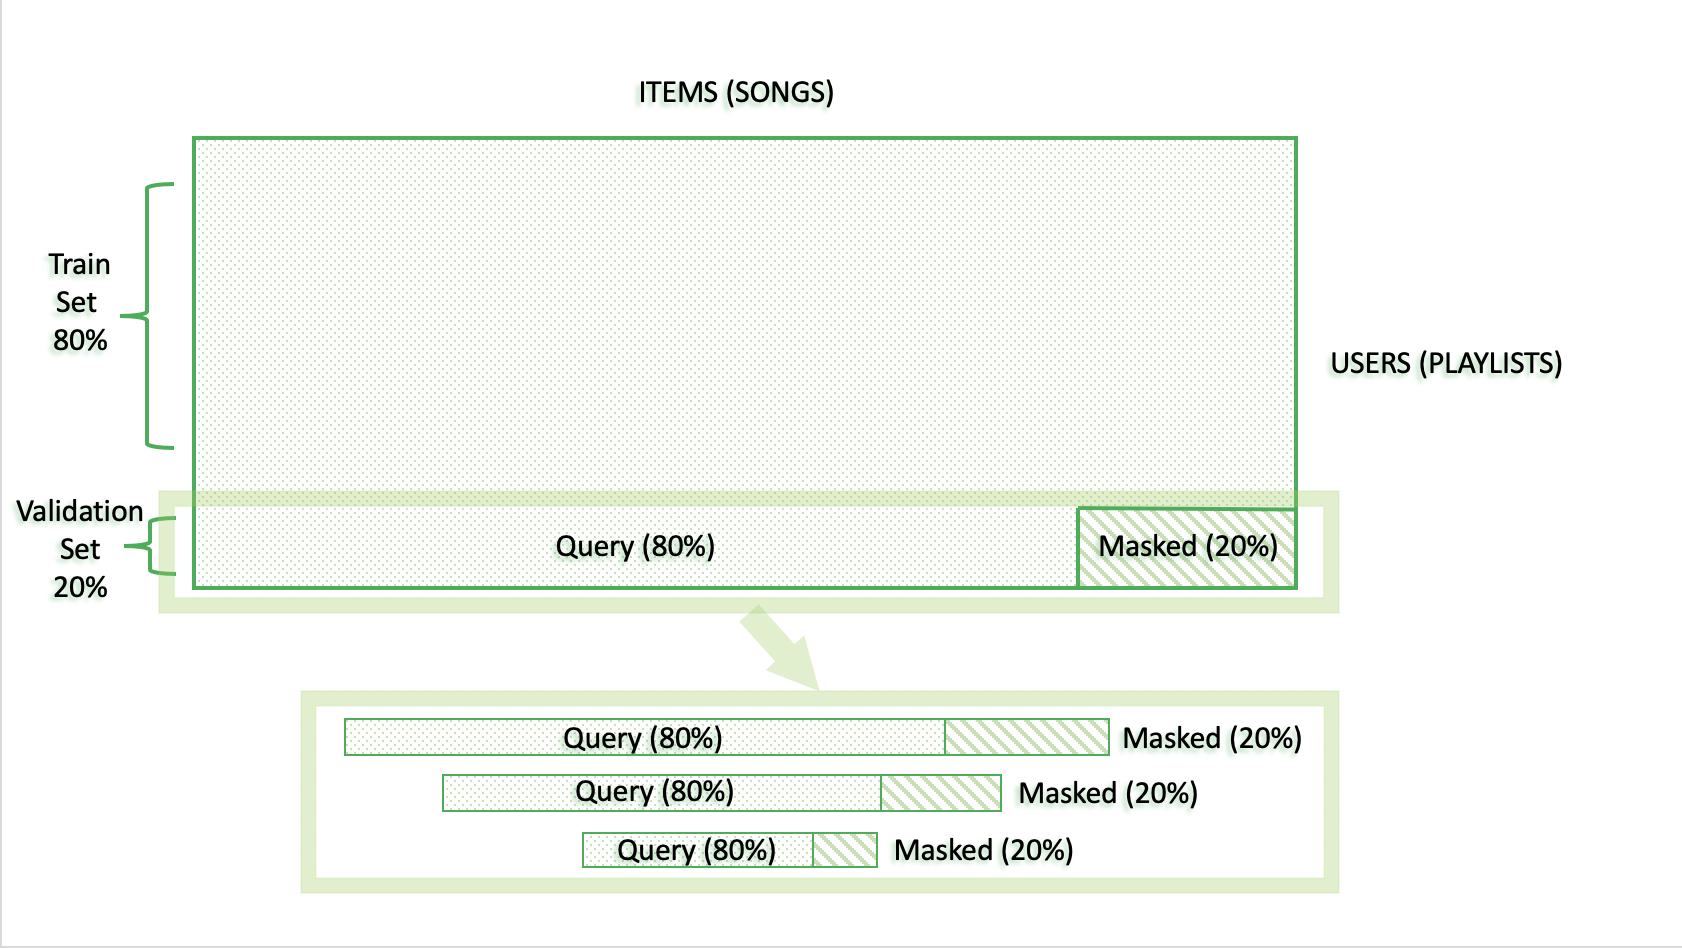 ITEMS (SONGS)
Train
Set
80%
USERS (PLAYLISTS)
Validation
Set
20%
Query (80%)
Masked (20%)
Query (80%)
Masked (20%)
Query (80%)
Masked (20%)
Query (80%)
Masked (20%)